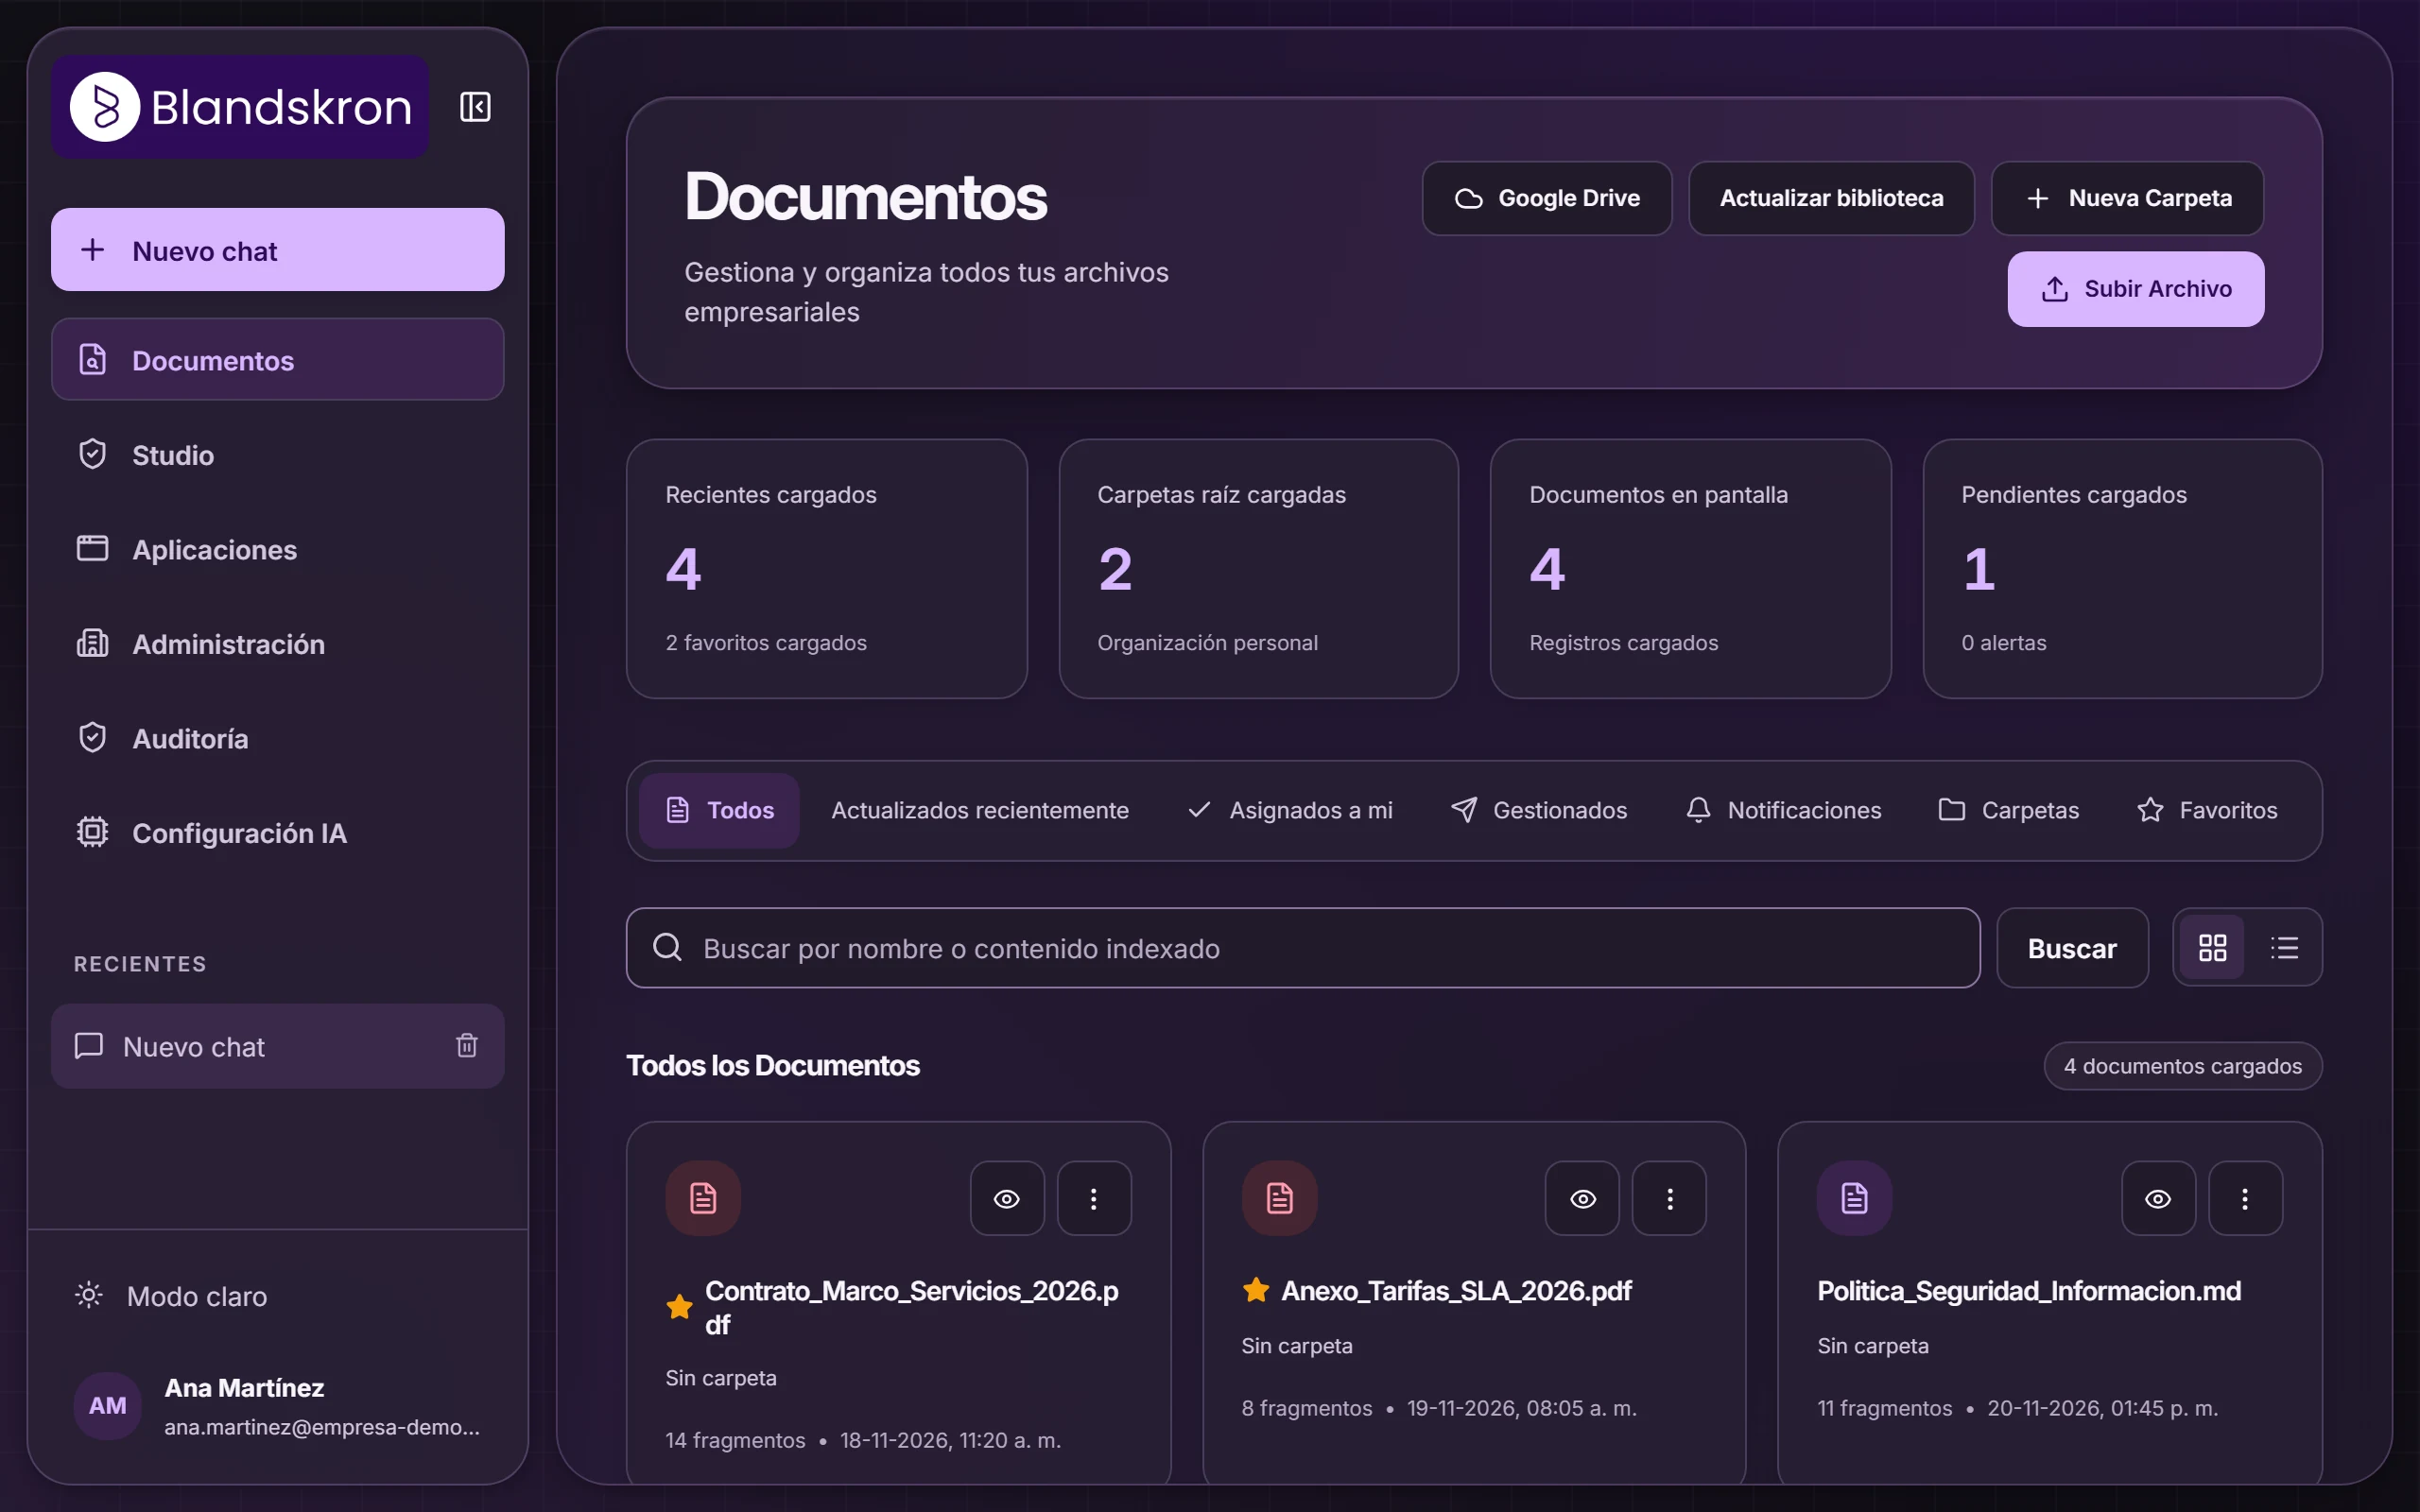 Blandskron
Nuevo chat
Documentos
Studio
Aplicaciones
Administración
Auditoría
Configuración IA
RECIENTES
Nuevo chat
Modo claro
AM
Ana Martínez
ana.martinez@empresa-demo...
Documentos
Gestiona y organiza todos tus archivos
empresariales
Google Drive
Actualizar biblioteca
Nueva Carpeta
Subir Archivo
Recientes cargados
4
2 favoritos cargados
Carpetas raíz cargadas
2
Organización personal
Documentos en pantalla
4
Registros cargados
Pendientes cargados
1
0 alertas
Todos
Actualizados recientemente
Asignados a mi
Gestionados
Notificaciones
Carpetas
Favoritos
Buscar por nombre o contenido indexado
Buscar
Todos los Documentos
4 documentos cargados
Contrato_Marco_Servicios_2026.p
df
Sin carpeta
14 fragmentos • 18-11-2026, 11:20 a. m.
Anexo_Tarifas_SLA_2026.pdf
Sin carpeta
8 fragmentos • 19-11-2026, 08:05 a. m.
Politica_Seguridad_Informacion.md
Sin carpeta
11 fragmentos • 20-11-2026, 01:45 p. m.